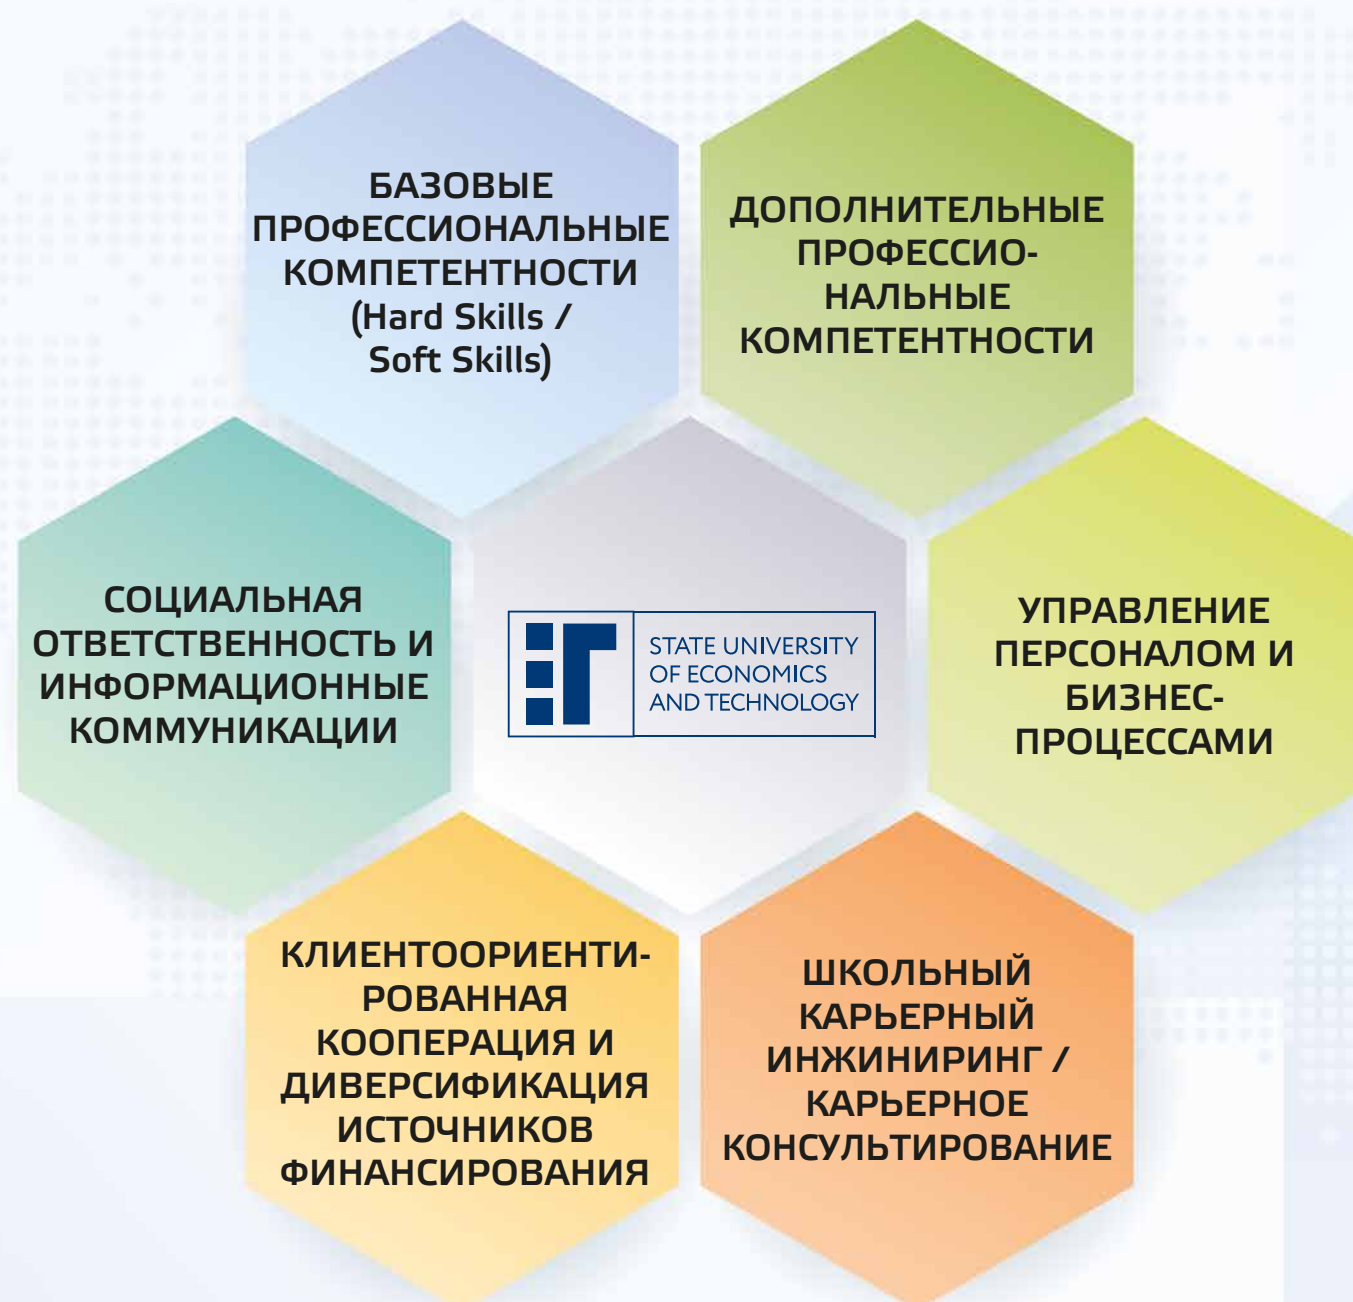 БАЗОВЫЕ
ПРОФЕССИОНАЛЬНЫЕ
КОМПЕТЕНТНОСТИ
(Hard Skills /
Soft Skills)
ДОПОЛНИТЕЛЬНЫЕ
ПРОФЕССИО-
НАЛЬНЫЕ
КОМПЕТЕНТНОСТИ
СОЦИАЛЬНАЯ
ОТВЕТСТВЕННОСТЬ И
ИНФОРМАЦИОННЫЕ
КОММУНИКАЦИИ
STATE UNIVERSITY
OF ECONOMICS
AND TECHNOLOGY
УПРАВЛЕНИЕ
ПЕРСОНАЛОМ И
БИЗНЕС-
ПРОЦЕССАМИ
КЛИЕНТООРИЕНТИ-
РОВАННАЯ
КООПЕРАЦИЯ И
ДИВЕРСИФИКАЦИЯ
ИСТОЧНИКОВ
ФИНАНСИРОВАНИЯ
ШКОЛЬНЫЙ
КАРЬЕРНЫЙ
ИНЖИНИРИНГ /
КАРЬЕРНОЕ
КОНСУЛЬТИРОВАНИЕ